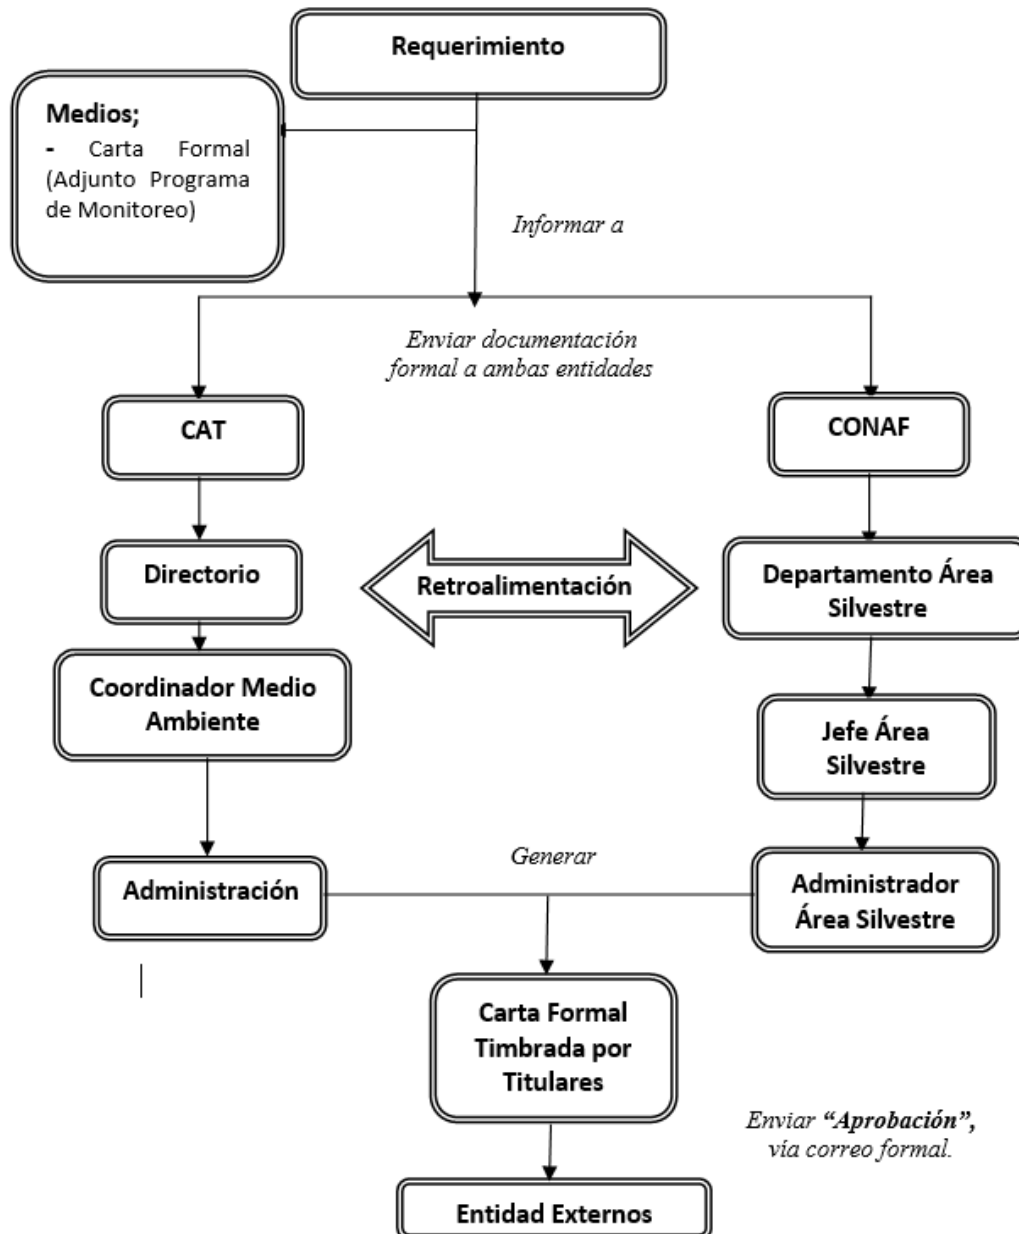 Requerimiento
Medios;
- Carta Formal
(Adjunto Programa
de Monitoreo)
Informar a
Enviar documentación
formal a ambas entidades
CAT
CONAF
Directorio
Retroalimentación
Departamento Área
Silvestre
Coordinador Medio
Ambiente
Jefe Área
Silvestre
Generar
Administración
Administrador
Área Silvestre
Carta Formal
Timbrada por
Titulares
Enviar “Aprobación”,
vía correo formal.
Entidad Externos